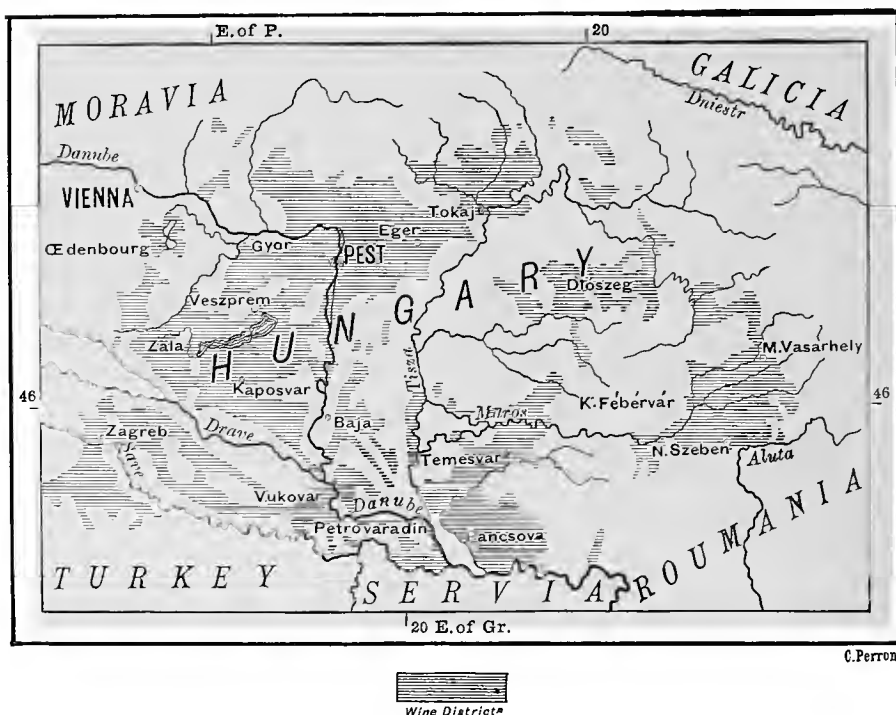 E. of P.
20
MORAVIA
GALICIA
Dniestr
Danube
VIENNA
Tokaj
Eger
Œdenbourg
Gyor
PEST
HUNGARY
Dioszeg
Veszprem
Zala
Tisza
M. Vasarhely
46
Kaposvar
K. Fébérvár
46
Baja
Maros
Zagreb
Drave
Save
Temesvar
N. Szeben
Aluta
Vukovar
Danube
Petrovaradin
Pancsova
TURKEY
SERVIA
ROUMANIA
20 E. of Gr.
C. Perron
Wine Districts